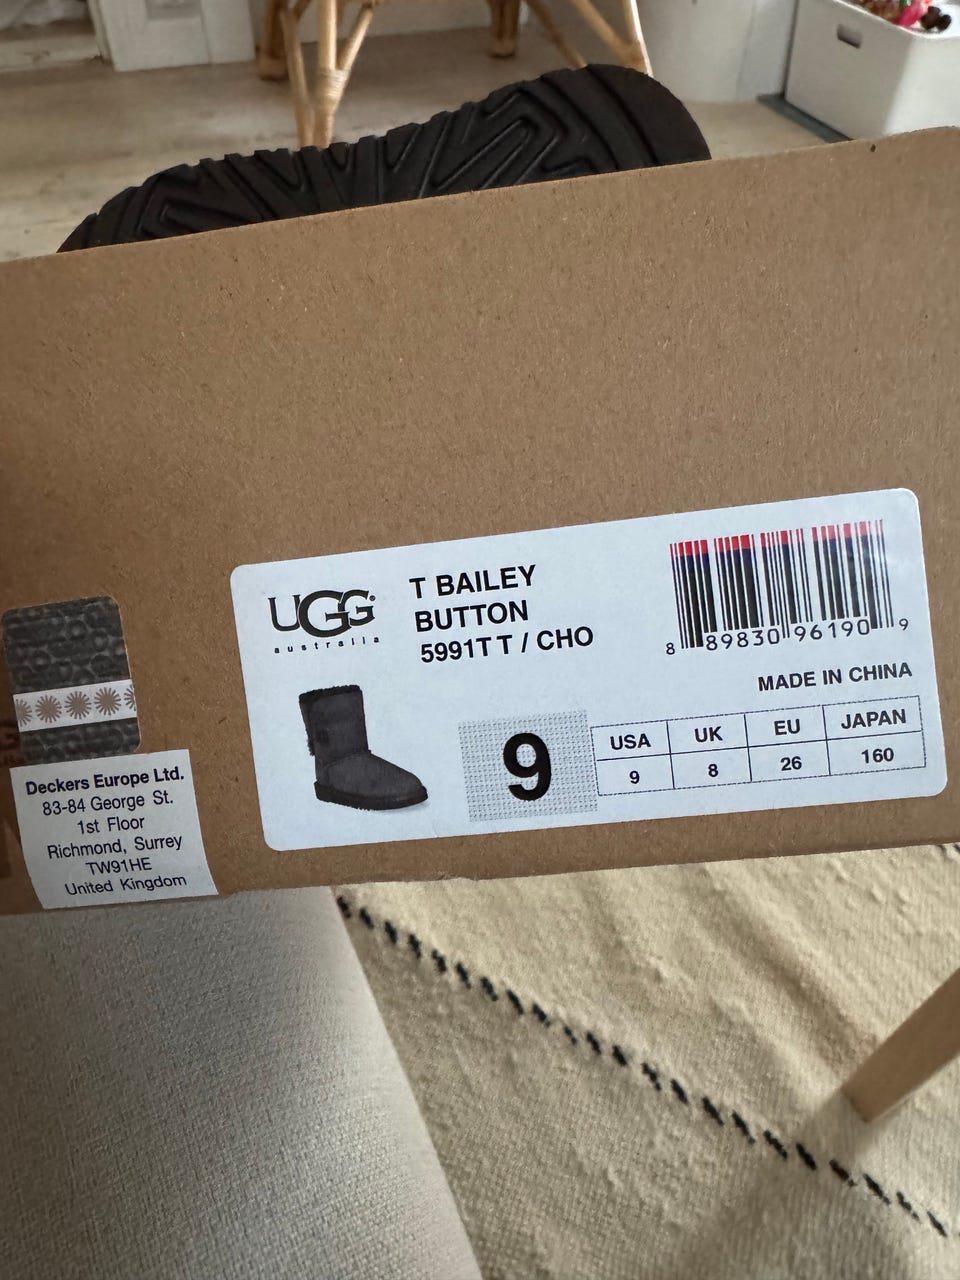 UGG®
australia
T BAILEY
BUTTON
5991T T / CHO
8 89830 96190 9
MADE IN CHINA
9
USA UK EU JAPAN
9 8 26 160
Deckers Europe Ltd.
83-84 George St.
1st Floor
Richmond, Surrey
TW91HE
United Kingdom